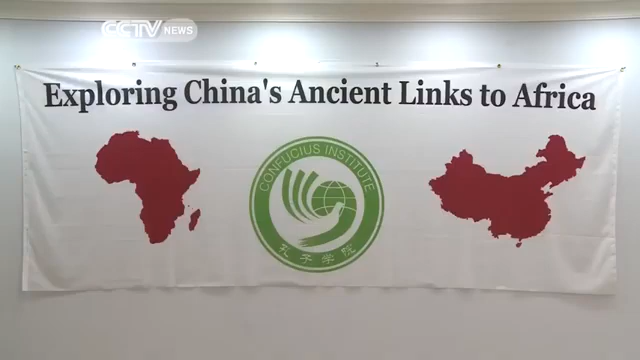 CCTV NEWS
Exploring China's Ancient Links to Africa
CONFUCIUS INSTITUTE
孔子学院